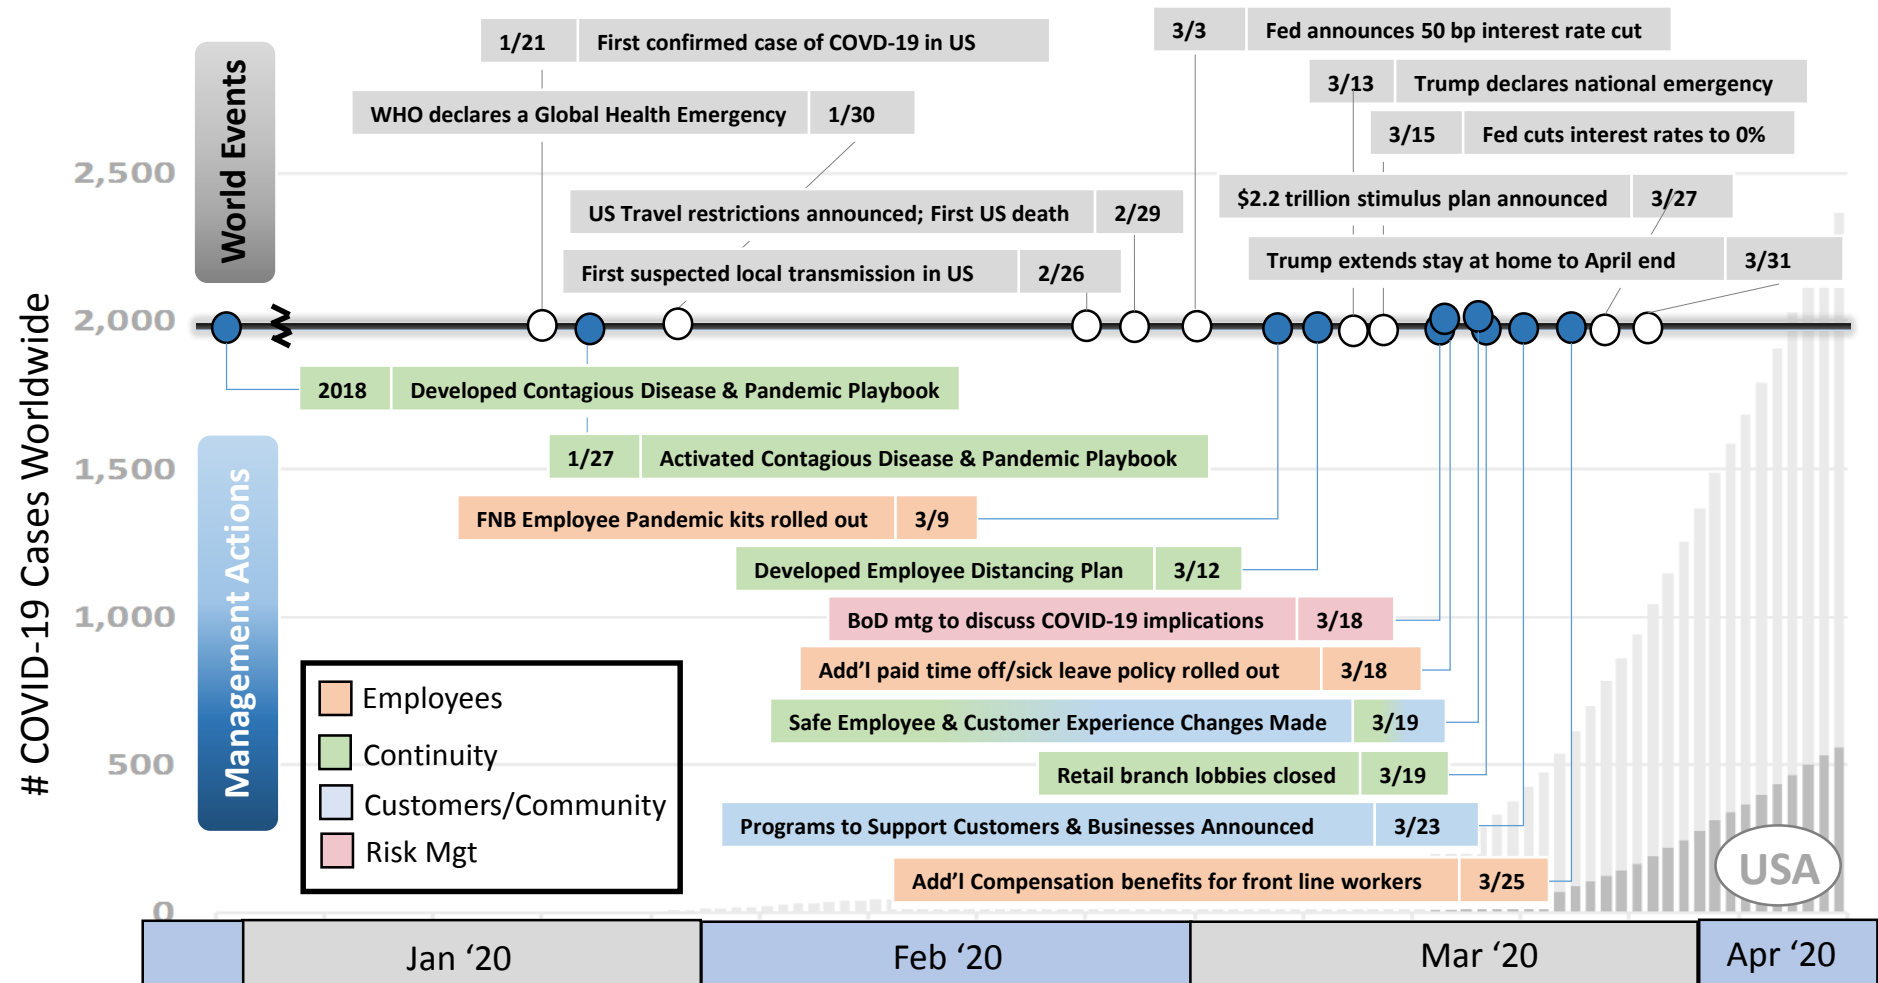 1/21 First confirmed case of COVD-19 in US
3/3 Fed announces 50 bp interest rate cut
World Events
3/13 Trump declares national emergency
WHO declares a Global Health Emergency 1/30
3/15 Fed cuts interest rates to 0%
2,500
$2.2 trillion stimulus plan announced 3/27
US Travel restrictions announced; First US death 2/29
Trump extends stay at home to April end 3/31
First suspected local transmission in US 2/26
2,000
# COVID-19 Cases Worldwide
2018 Developed Contagious Disease & Pandemic Playbook
Management Actions
1/27 Activated Contagious Disease & Pandemic Playbook
1,500
FNB Employee Pandemic kits rolled out 3/9
Developed Employee Distancing Plan 3/12
1,000
BoD mtg to discuss COVID-19 implications 3/18
Add’l paid time off/sick leave policy rolled out 3/18
Employees
Safe Employee & Customer Experience Changes Made 3/19
Continuity
500
Retail branch lobbies closed 3/19
Customers/Community
Programs to Support Customers & Businesses Announced 3/23
Risk Mgt
USA
Add’l Compensation benefits for front line workers 3/25
0
Jan ‘20
Feb ‘20
Mar ‘20
Apr ‘20